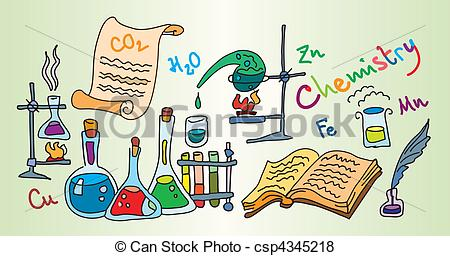 CO2
H2O
Zn
Chemistry
Fe
Mn
Cu
© Can Stock Photo - csp4345218